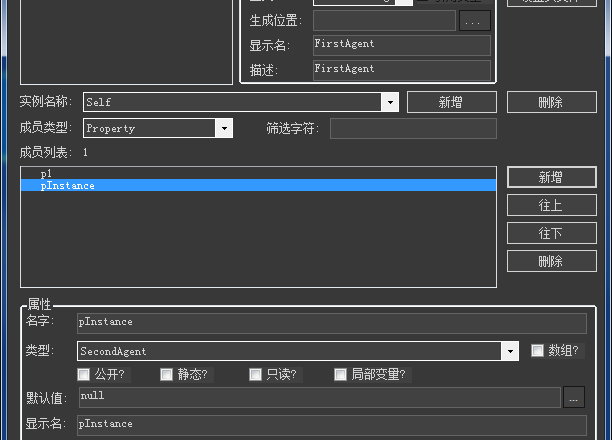 生成位置: ...
显示名: FirstAgent
描述: FirstAgent
实例名称: Self 新增 删除
成员类型: Property 筛选字符:
成员列表: 1
p1
pInstance
新增
往上
往下
删除
属性
名字: pInstance
类型: SecondAgent 数组?
公开? 静态? 只读? 局部变量?
默认值: null ...
显示名: pInstance